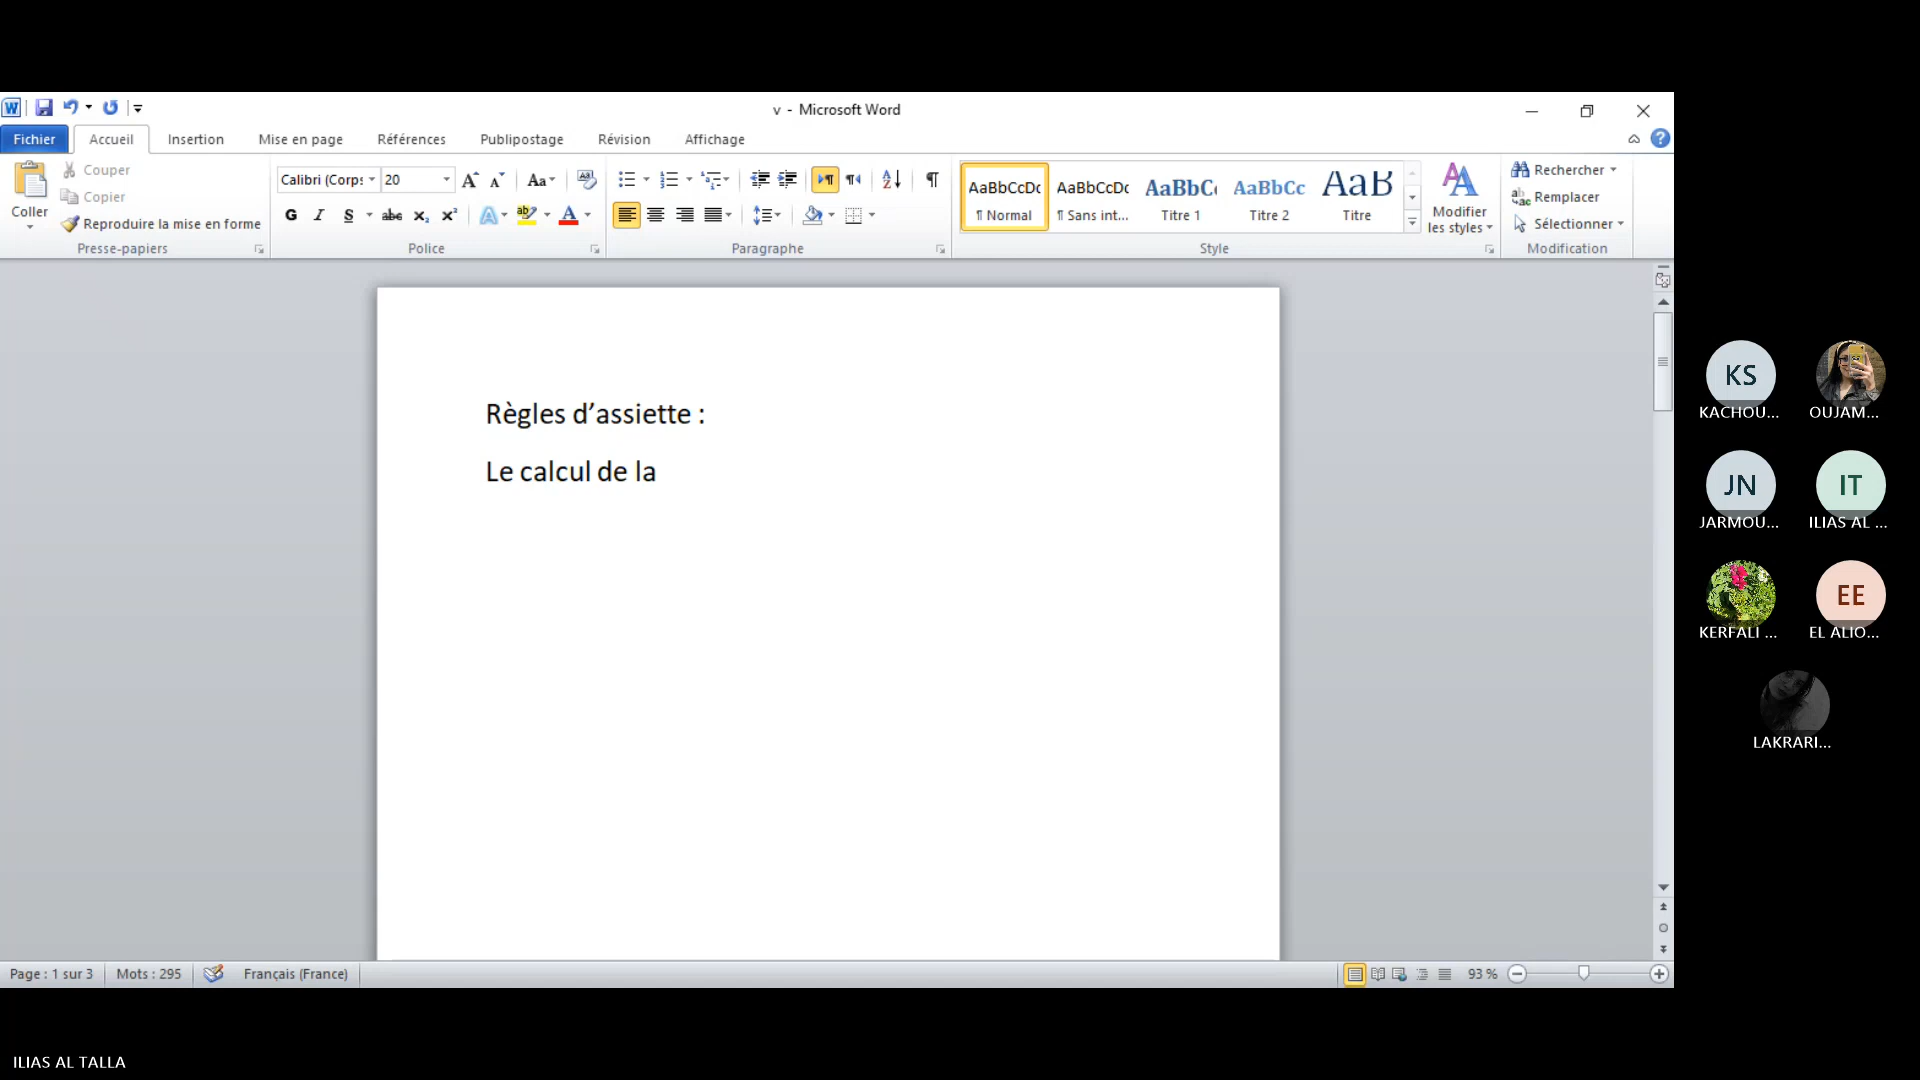 v - Microsoft Word
Fichier Accueil Insertion Mise en page Références Publipostage Révision Affichage
Coller
Couper
Copier
Reproduire la mise en forme
Presse-papiers
Calibri (Corps 20
Police
Paragraphe
AaBbCcDc AaBbCcDc AaBbC AaBbCc AaB
¶ Normal ¶ Sans int... Titre 1 Titre 2 Titre
Modifier
les styles
Style
Rechercher
Remplacer
Sélectionner
Modification
Règles d’assiette :
Le calcul de la
Page : 1 sur 3 Mots : 295 Français (France) 93 %
KS
KACHOU...
OUJAM...
JN
JARMOU...
IT
ILIAS AL ...
KERFALI ...
EE
EL ALIO...
LAKRARI...
ILIAS AL TALLA